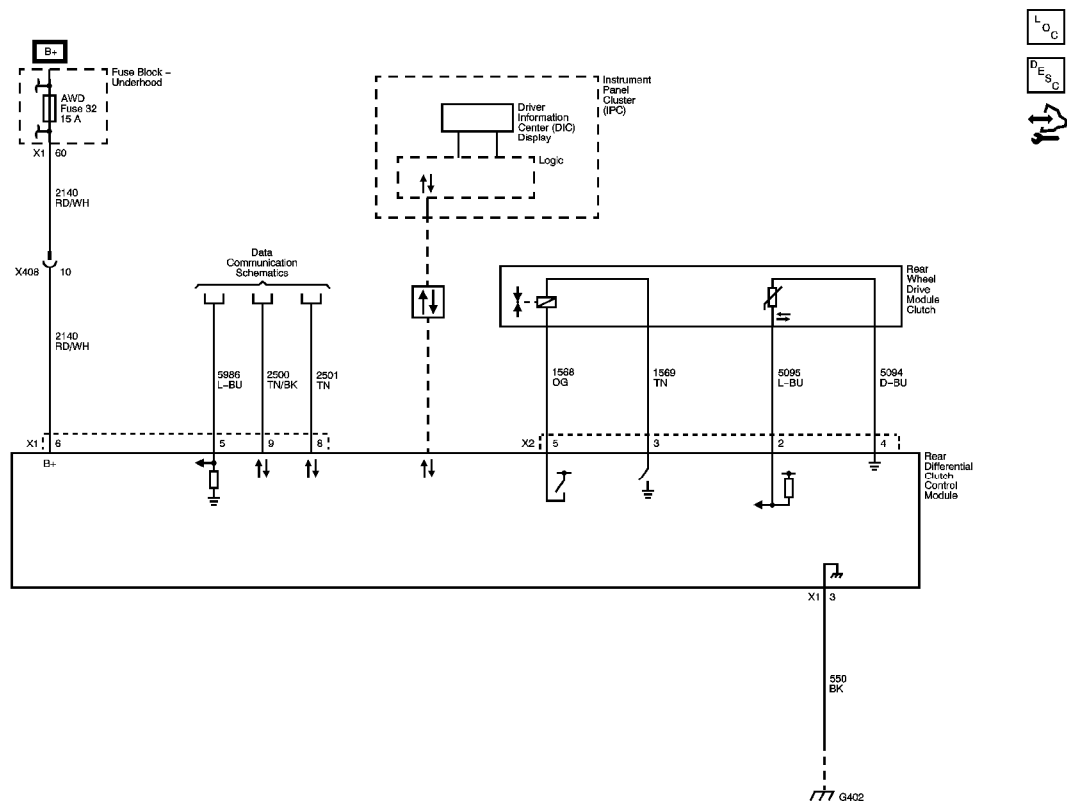 B+
Fuse Block –
Underhood
AWD
Fuse 32
15 A
X1 60
2140
RD/WH
X408 10
2140
RD/WH
Data
Communication
Schematics
5986
L–BU
2500
TN/BK
2501
TN
Instrument
Panel
Cluster
(IPC)
Driver
Information
Center (DIC)
Display
Logic
Rear
Wheel
Drive
Module
Clutch
1568
OG
1569
TN
5095
L–BU
5094
D–BU
X1 6 5 9 8
X2 5 3 2 4
B+
Rear
Differential
Clutch
Control
Module
X1 3
550
BK
G402
L
O
C
D
E
S
C